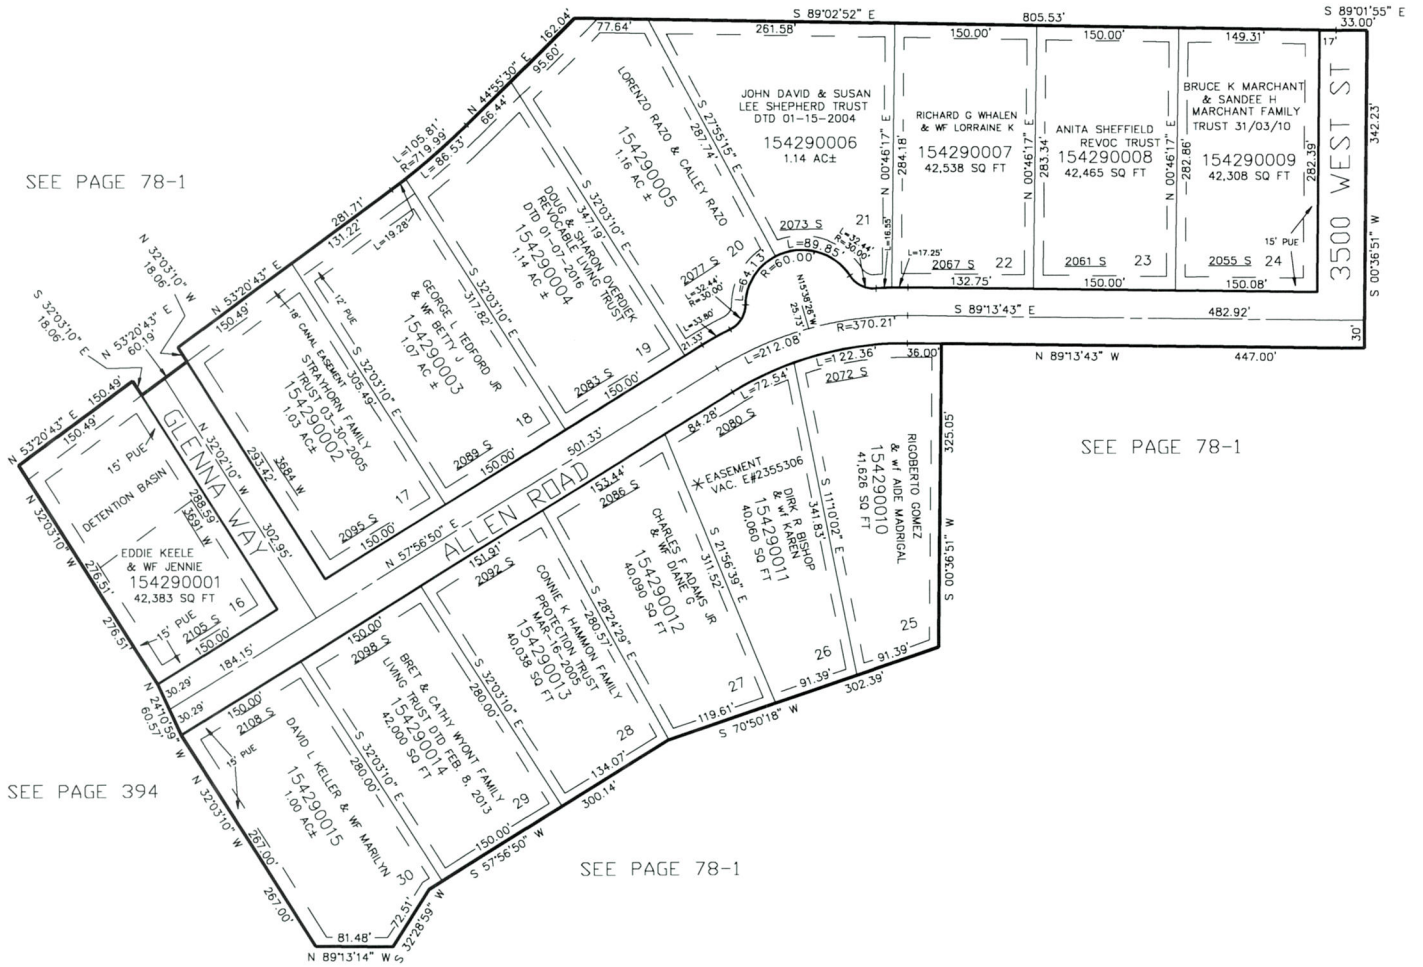 S 89°02'52" E
805.53'
S 89°01'55" E
33.00'
17'
77.64'
261.58'
150.00'
150.00'
149.31'
162.04'
95.60'
N 44°55'30" E
66.44'
L=105.81'
R=719.99'
L=86.53'
L=19.28'
SEE PAGE 78-1
281.71'
131.22'
N 53°20'43" E
150.49'
N 32°03'10" W
18.06'
S 32°03'10" E
18.06'
N 53°20'43" E
60.19'
N 53°20'43" E
150.49'
150.49'
LORENZO RAZO & CALLEY RAZO
154290005
1.16 AC ±
S 27°55'15" E
287.74'
2077 S
20
JOHN DAVID & SUSAN
LEE SHEPHERD TRUST
DTD 01-15-2004
154290006
1.14 AC±
2073 S
21
N 00°46'17" E
L=16.55'
284.18'
RICHARD G WHALEN
& WF LORRAINE K
154290007
42,538 SQ FT
L=17.25'
2067 S
22
132.75'
N 00°46'17" E
283.34'
ANITA SHEFFIELD
REVOC TRUST
154290008
42,465 SQ FT
2061 S
23
150.00'
N 00°46'17" E
282.86'
BRUCE K MARCHANT
& SANDEE H
MARCHANT FAMILY
TRUST 31/03/10
154290009
42,308 SQ FT
282.39'
15' PUE
2055 S
24
150.08'
3500 WEST ST
342.23'
S 00°36'51" W
30'
L=32.44'
R=30.00'
L=89.85'
R=60.00'
L=64.13'
L=32.44'
R=30.00'
L=33.80'
21.33'
N15°38'26"W
25.73'
R=370.21'
L=212.08'
S 89°13'43" E
482.92'
N 89°13'43" W
447.00'
L=122.36'
36.00'
L=72.54'
S 32°03'10" E
347.19'
DOUG & SHARON OVERDIEK
REVOCABLE LIVING TRUST
DTD 01-07-2016
154290004
1.14 AC ±
19
2083 S
150.00'
S 32°03'10" E
317.82'
GEORGE L TEDFORD JR
& WF BETTY J
154290003
1.07 AC ±
18
2089 S
150.00'
12' PUE
S 32°03'10" E
305.49'
18' CANAL EASEMENT
STRAYHORN FAMILY
TRUST 03-30-2005
154290002
1.03 AC±
17
2095 S
150.00'
3684 W
293.42'
N 32°02'10" W
302.95'
GLENNA WAY
288.59'
3691 W
15' PUE
DETENTION BASIN
EDDIE KEELE
& WF JENNIE
154290001
42,383 SQ FT
16
15' PUE
2105 S
150.00'
N 32°03'10" W
276.51'
276.51'
184.15'
30.29'
30.29'
N 24°10'59" W
60.57'
N 57°56'50" E
ALLEN ROAD
501.33'
SEE PAGE 78-1
2072 S
RIGOBERTO GOMEZ
& wf AIDE MADRIGAL
154290010
41,626 SQ FT
25
91.39'
325.05'
S 00°36'51" W
84.28'
2080 S
*EASEMENT
VAC. E#2355306
DIRK R BISHOP
& wf KAREN
154290011
40,060 SQ FT
S 11°10'02" E
341.83'
26
91.39'
302.39'
S 70°50'18" W
153.44'
2086 S
CHARLES F ADAMS JR
& WF DIANE G
154290012
40,090 SQ FT
S 21°56'39" E
311.52'
27
119.61'
151.91'
2092 S
CONNIE K HAMMON FAMILY
PROTECTION TRUST
MAR-16-2005
154290013
40,038 SQ FT
S 28°24'29" E
280.57'
28
134.07'
300.14'
150.00'
2098 S
BRET & CATHY WYONT FAMILY
LIVING TRUST DTD FEB. 8, 2013
154290014
42,000 SQ FT
S 32°03'10" E
280.00'
29
150.00'
S 57°56'50" W
150.00'
2108 S
15' PUE
DAVID L KELLER & WF MARILYN
154290015
1.00 AC±
S 32°03'10" E
280.00'
30
SEE PAGE 394
N 32°03'10" W
267.00'
267.00'
81.48'
N 89°13'14" W
72.51'
S 32°28'59" W
SEE PAGE 78-1